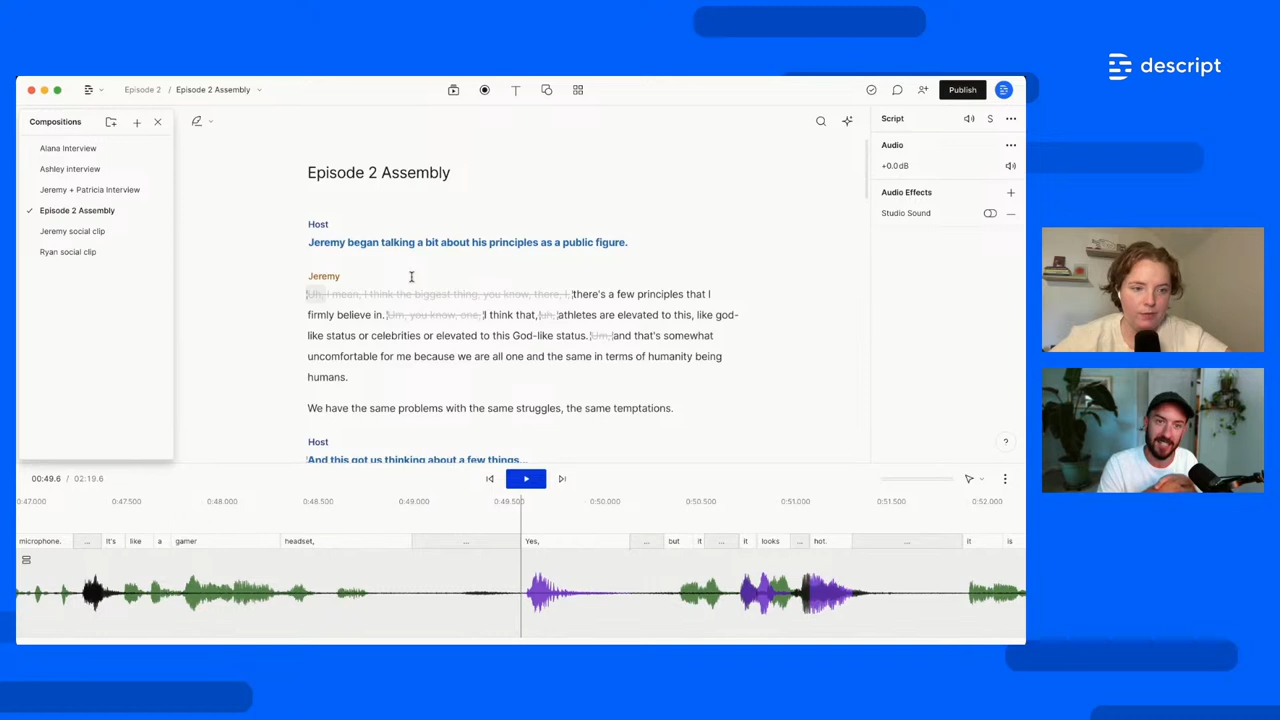 descript
Episode 2 / Episode 2 Assembly
Publish
Compositions
Alana Interview
Ashley interview
Jeremy + Patricia Interview
Episode 2 Assembly
Jeremy social clip
Ryan social clip
Episode 2 Assembly
Host
Jeremy began talking a bit about his principles as a public figure.
Jeremy
Uh, I mean, I think the biggest thing, you know, there, I, there's a few principles that I
firmly believe in. Um, you know, one, I think that, uh, athletes are elevated to this, like god-
like status or celebrities or elevated to this God-like status. Um, and that's somewhat
uncomfortable for me because we are all one and the same in terms of humanity being
humans.
We have the same problems with the same struggles, the same temptations.
Host
And this got us thinking about a few things...
Script S
Audio
+0.0 dB
Audio Effects
Studio Sound
?
00:49.6 / 02:19.6
0:47.000 0:47.500 0:48.000 0:48.500 0:49.000 0:49.500 0:50.000 0:50.500 0:51.000 0:51.500 0:52.000
microphone. ... it's like a gamer headset, ... Yes, ... but it ... it looks ... hot. ... it is